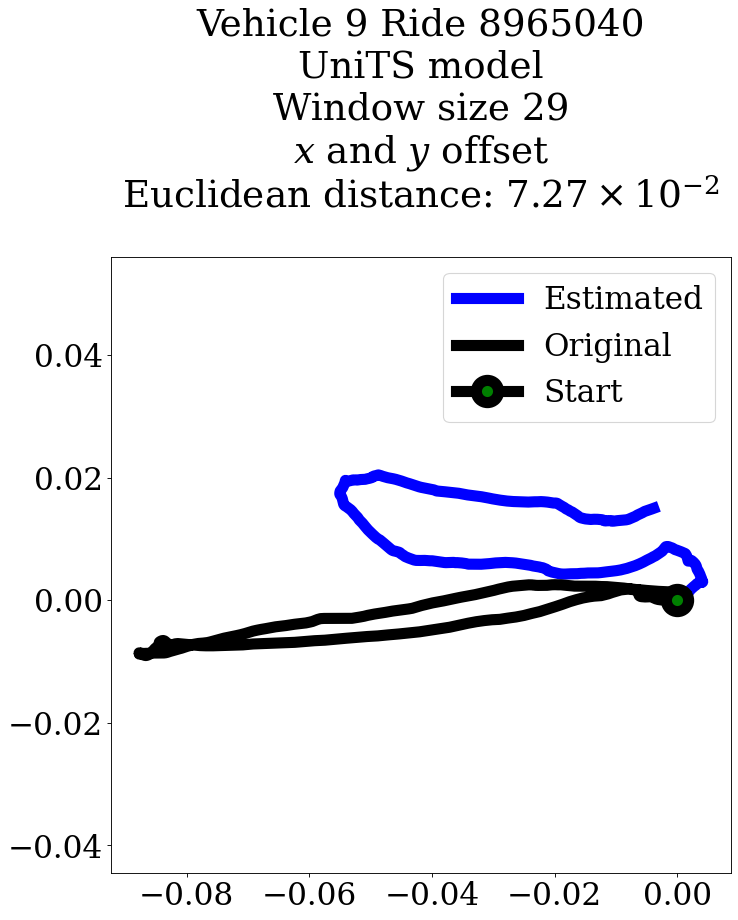 Vehicle 9 Ride 8965040
UniTS model
Window size 29
x and y offset
Euclidean distance: 7.27 × 10⁻²
Estimated
Original
Start
0.04
0.02
0.00
−0.02
−0.04
−0.08
−0.06
−0.04
−0.02
0.00